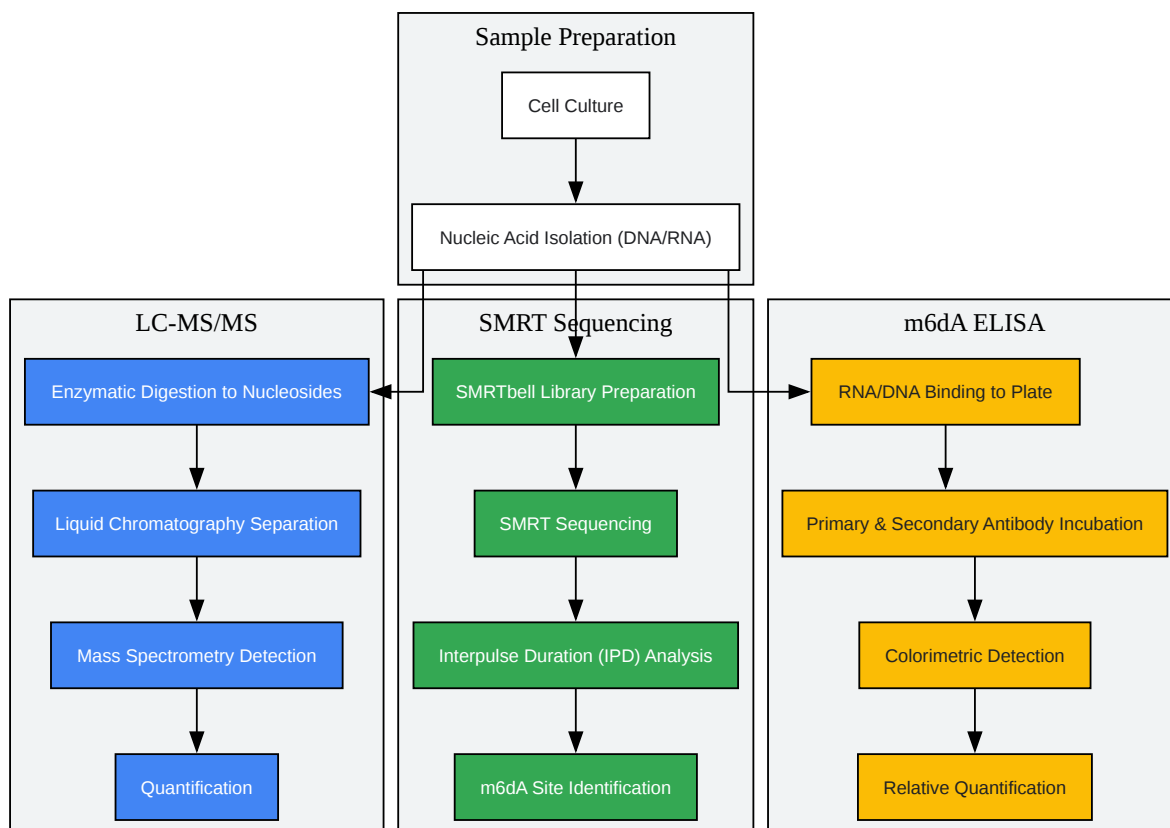 Sample Preparation
Cell Culture
Nucleic Acid Isolation (DNA/RNA)
LC-MS/MS
Enzymatic Digestion to Nucleosides
Liquid Chromatography Separation
Mass Spectrometry Detection
Quantification
SMRT Sequencing
SMRTbell Library Preparation
SMRT Sequencing
Interpulse Duration (IPD) Analysis
m6dA Site Identification
m6dA ELISA
RNA/DNA Binding to Plate
Primary & Secondary Antibody Incubation
Colorimetric Detection
Relative Quantification